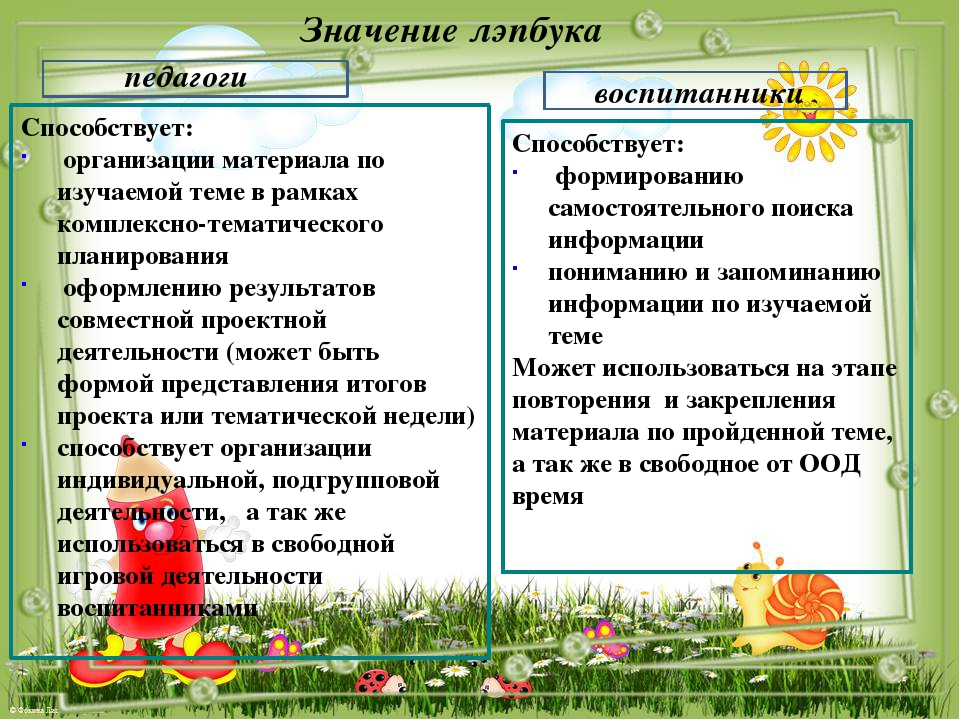 Значение лэпбука
педагоги
Способствует:
организации материала по
изучаемой теме в рамках
комплексно-тематического
планирования
оформлению результатов
совместной проектной
деятельности (может быть
формой представления итогов
проекта или тематической недели)
способствует организации
индивидуальной, подгрупповой
деятельности, а так же
использоваться в свободной
игровой деятельности
воспитанниками
воспитанники .
Способствует:
формированию
самостоятельного поиска
информации
пониманию и запоминанию
информации по изучаемой
теме
Может использоваться на этапе
повторения и закрепления
материала по пройденной теме,
а так же в свободное от ООД
время
© Фокина